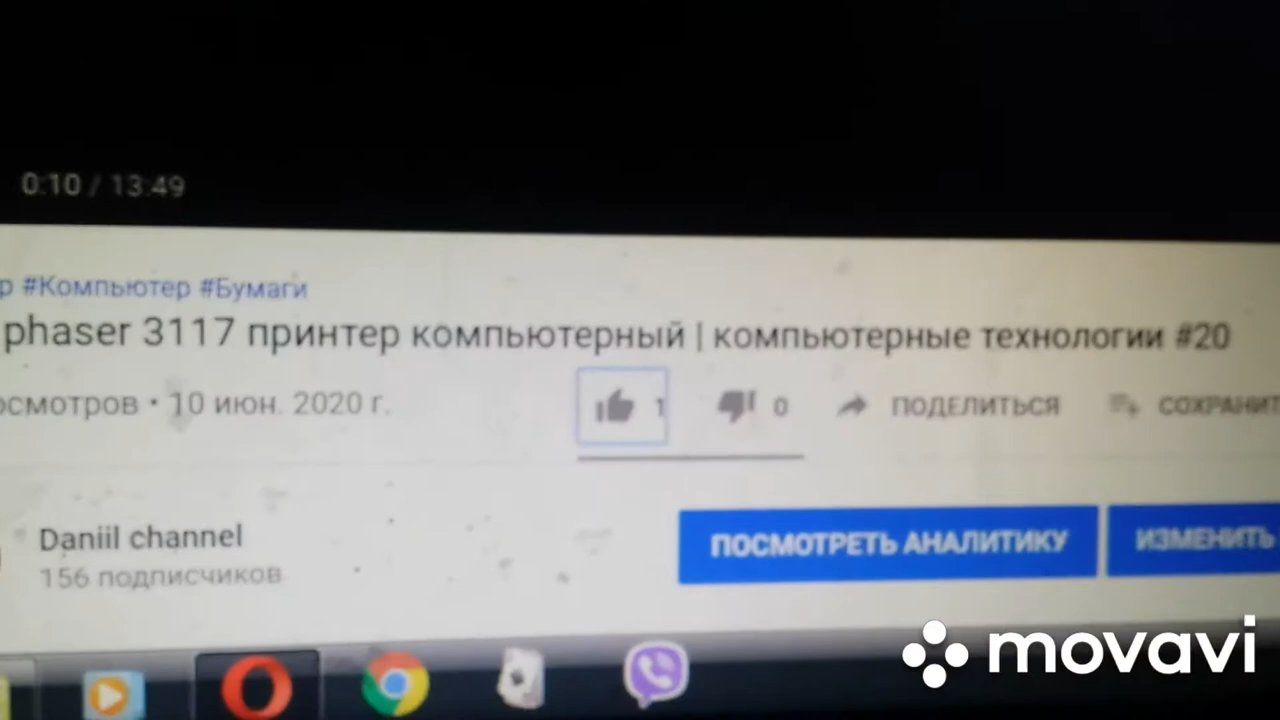 0:10 / 13:49
р #Компьютер #Бумаги
phaser 3117 принтер компьютерный | компьютерные технологии #20
осмотров • 10 июн. 2020 г.
1
0
ПОДЕЛИТЬСЯ
СОХРАНИТ
Daniil channel
156 подписчиков
ПОСМОТРЕТЬ АНАЛИТИКУ
ИЗМЕНИТЬ
movavi